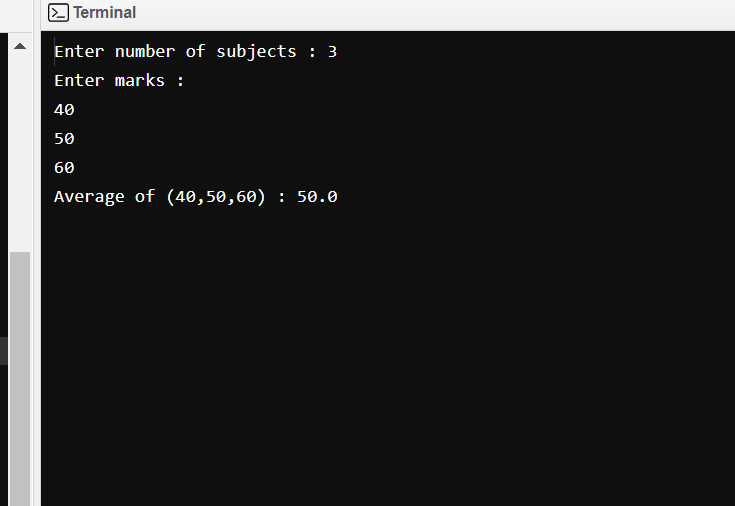 Terminal
Enter number of subjects : 3
Enter marks :
40
50
60
Average of (40,50,60) : 50.0